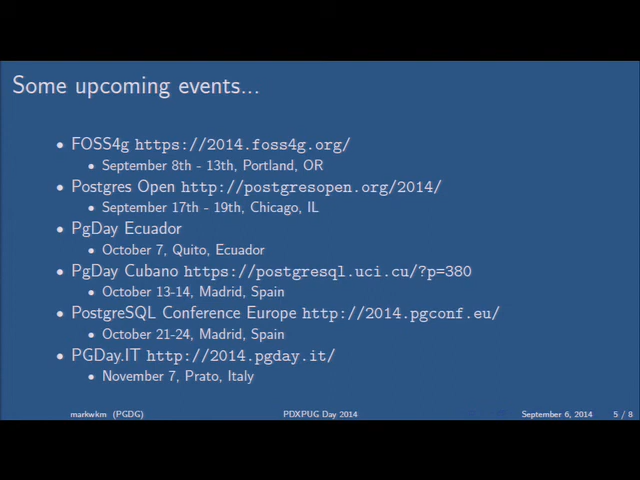 Some upcoming events...
• FOSS4g https://2014.foss4g.org/
• September 8th - 13th, Portland, OR
• Postgres Open http://postgresopen.org/2014/
• September 17th - 19th, Chicago, IL
• PgDay Ecuador
• October 7, Quito, Ecuador
• PgDay Cubano https://postgresql.uci.cu/?p=380
• October 13-14, Madrid, Spain
• PostgreSQL Conference Europe http://2014.pgconf.eu/
• October 21-24, Madrid, Spain
• PGDay.IT http://2014.pgday.it/
• November 7, Prato, Italy
markwkm (PGDG) PDXPUG Day 2014 September 6, 2014 5 / 8